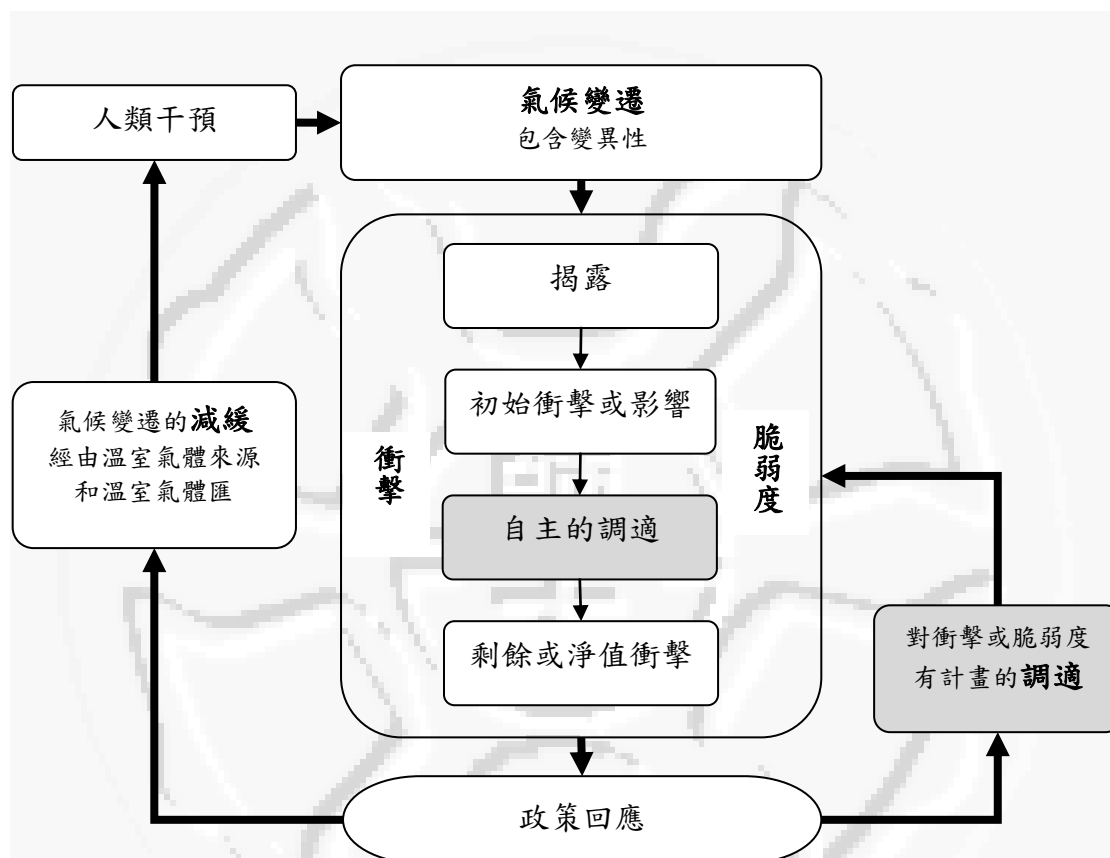 人類干預
氣候變遷
包含變異性
揭露
初始衝擊或影響
衝擊
脆弱度
自主的調適
剩餘或淨值衝擊
氣候變遷的減緩
經由溫室氣體來源
和溫室氣體匯
對衝擊或脆弱度
有計畫的調適
政策回應